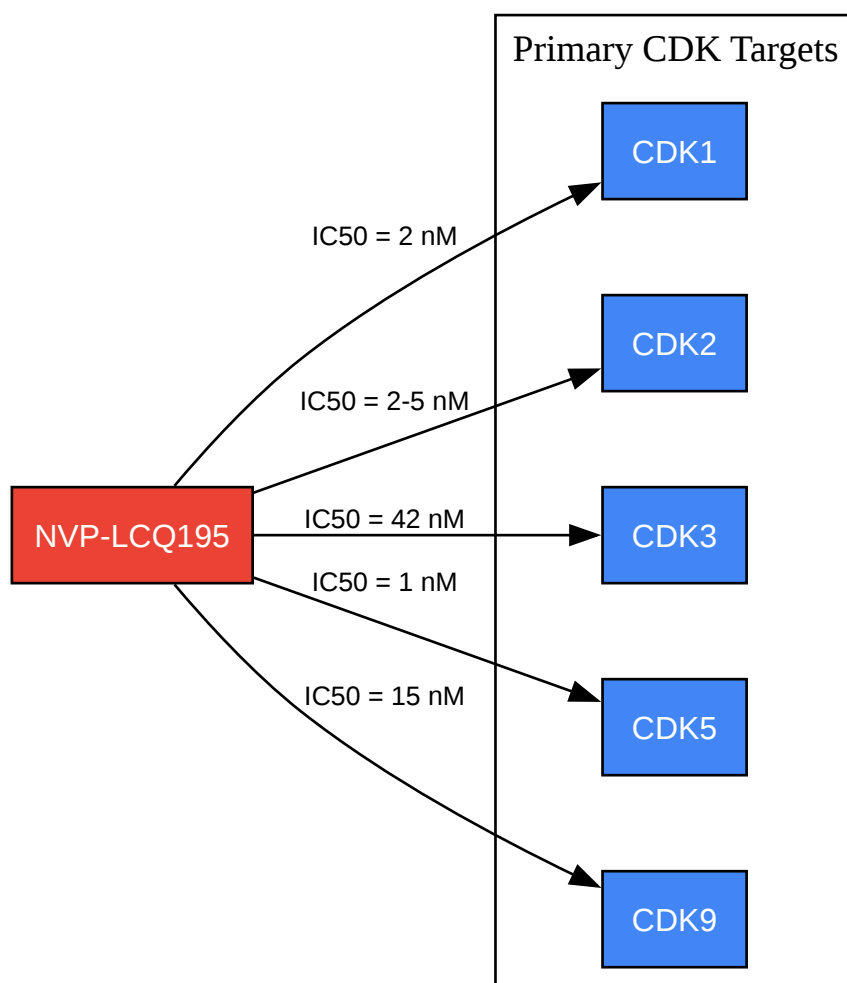 Primary CDK Targets
CDK1
IC50 = 2 nM
CDK2
IC50 = 2-5 nM
NVP-LCQ195
IC50 = 42 nM
CDK3
IC50 = 1 nM
CDK5
IC50 = 15 nM
CDK9